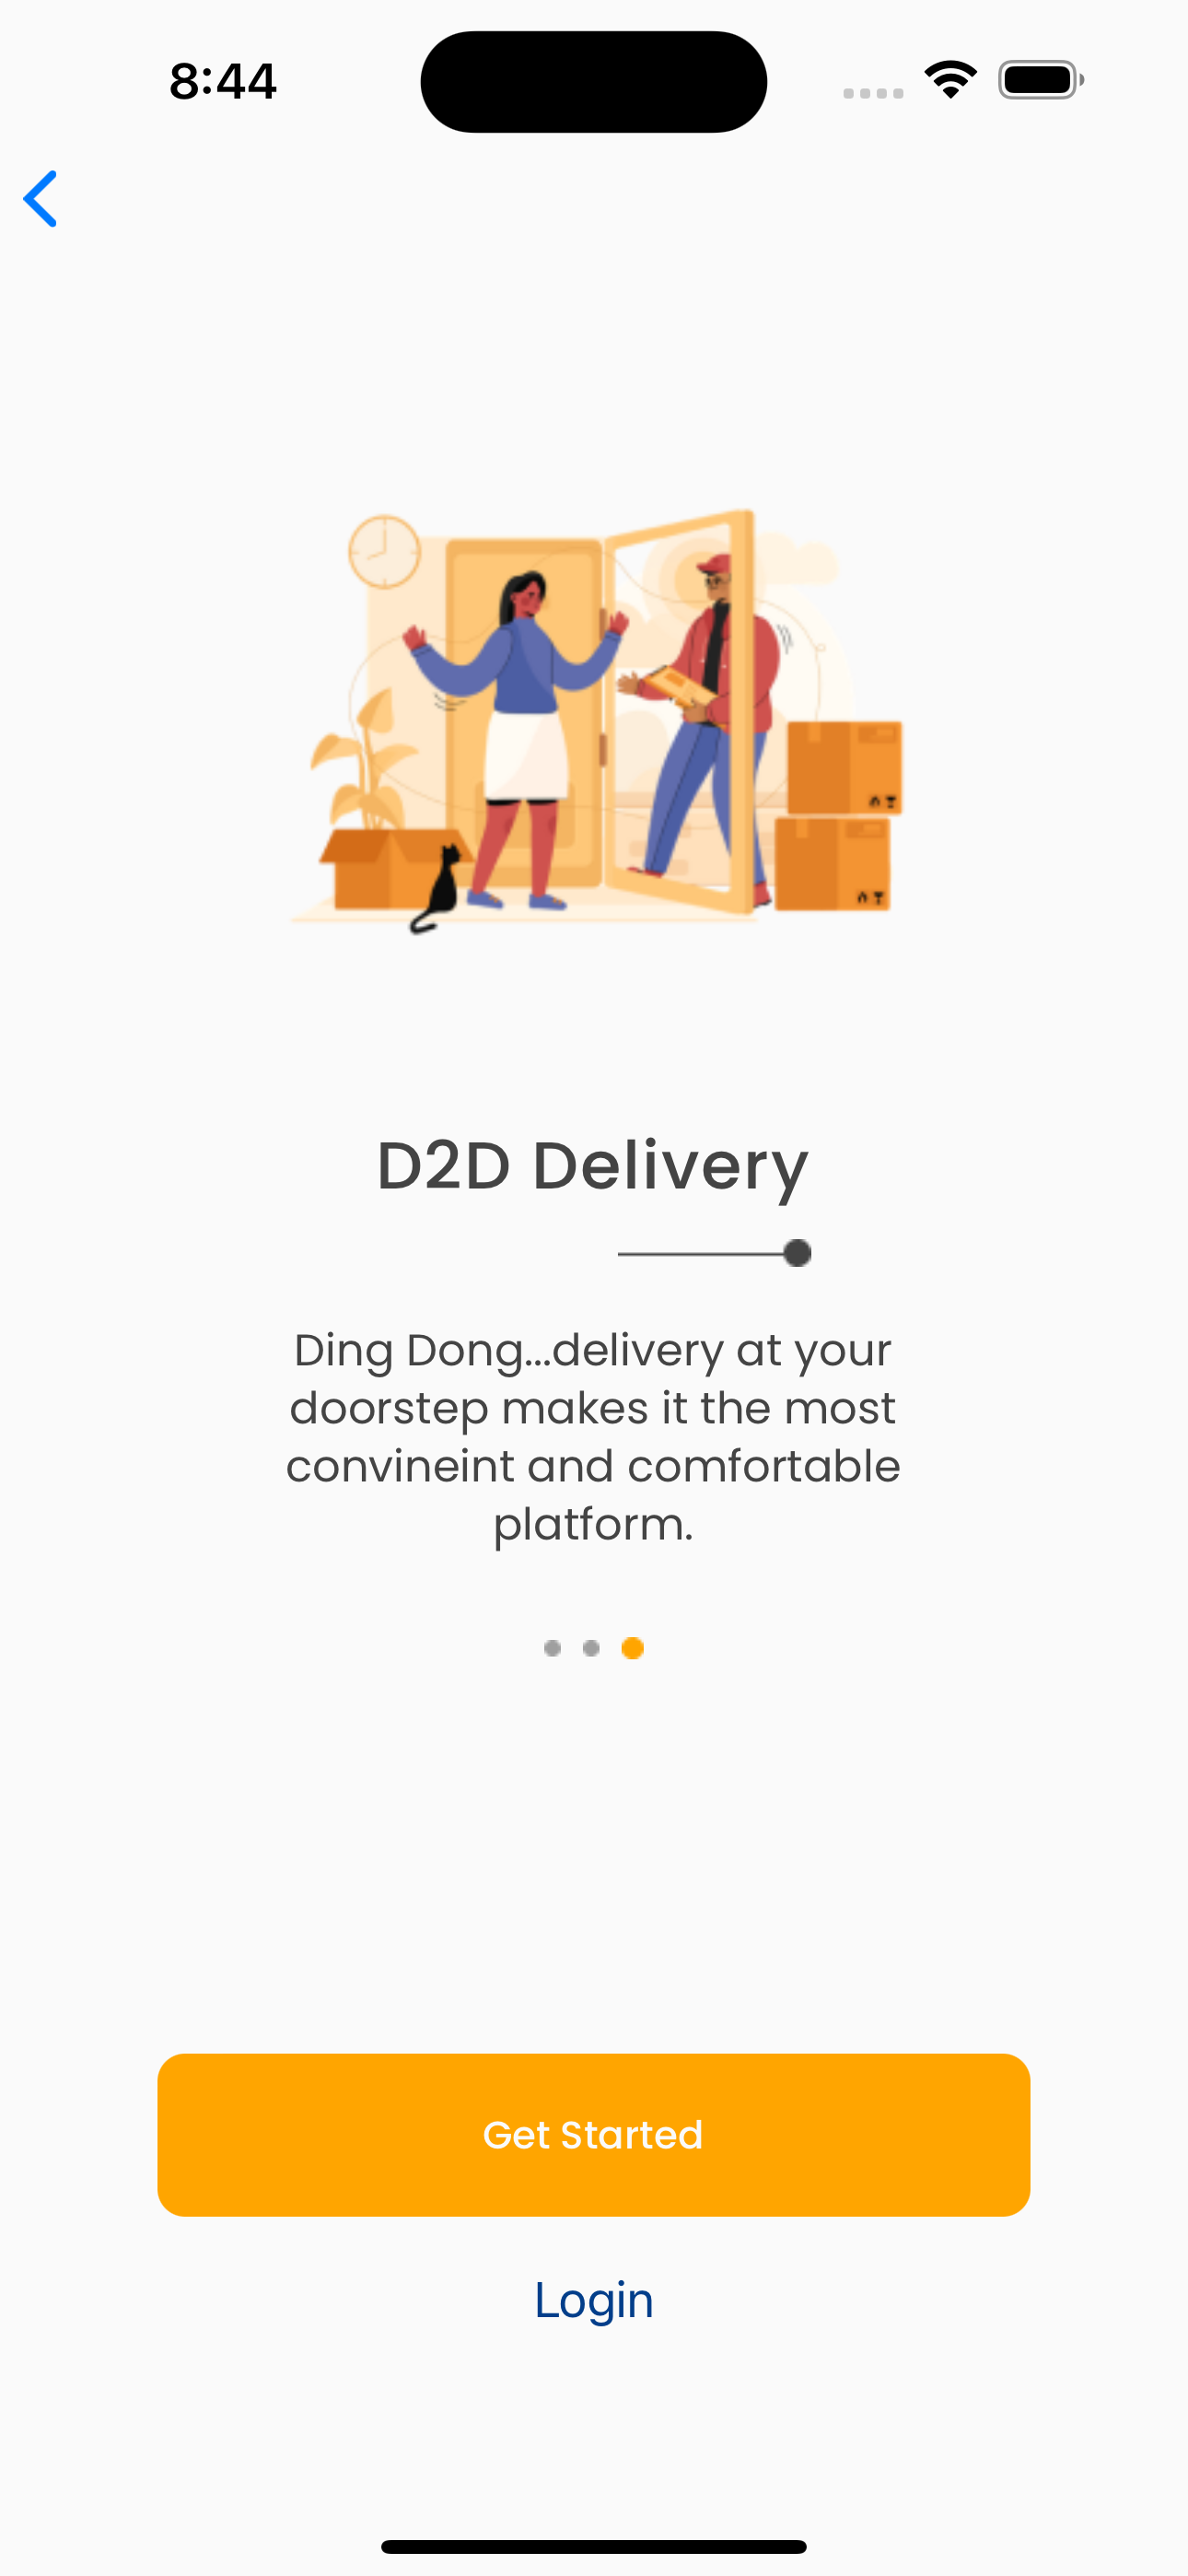 8:44
D2D Delivery
Ding Dong...delivery at your
doorstep makes it the most
convineint and comfortable
platform.
Get Started
Login